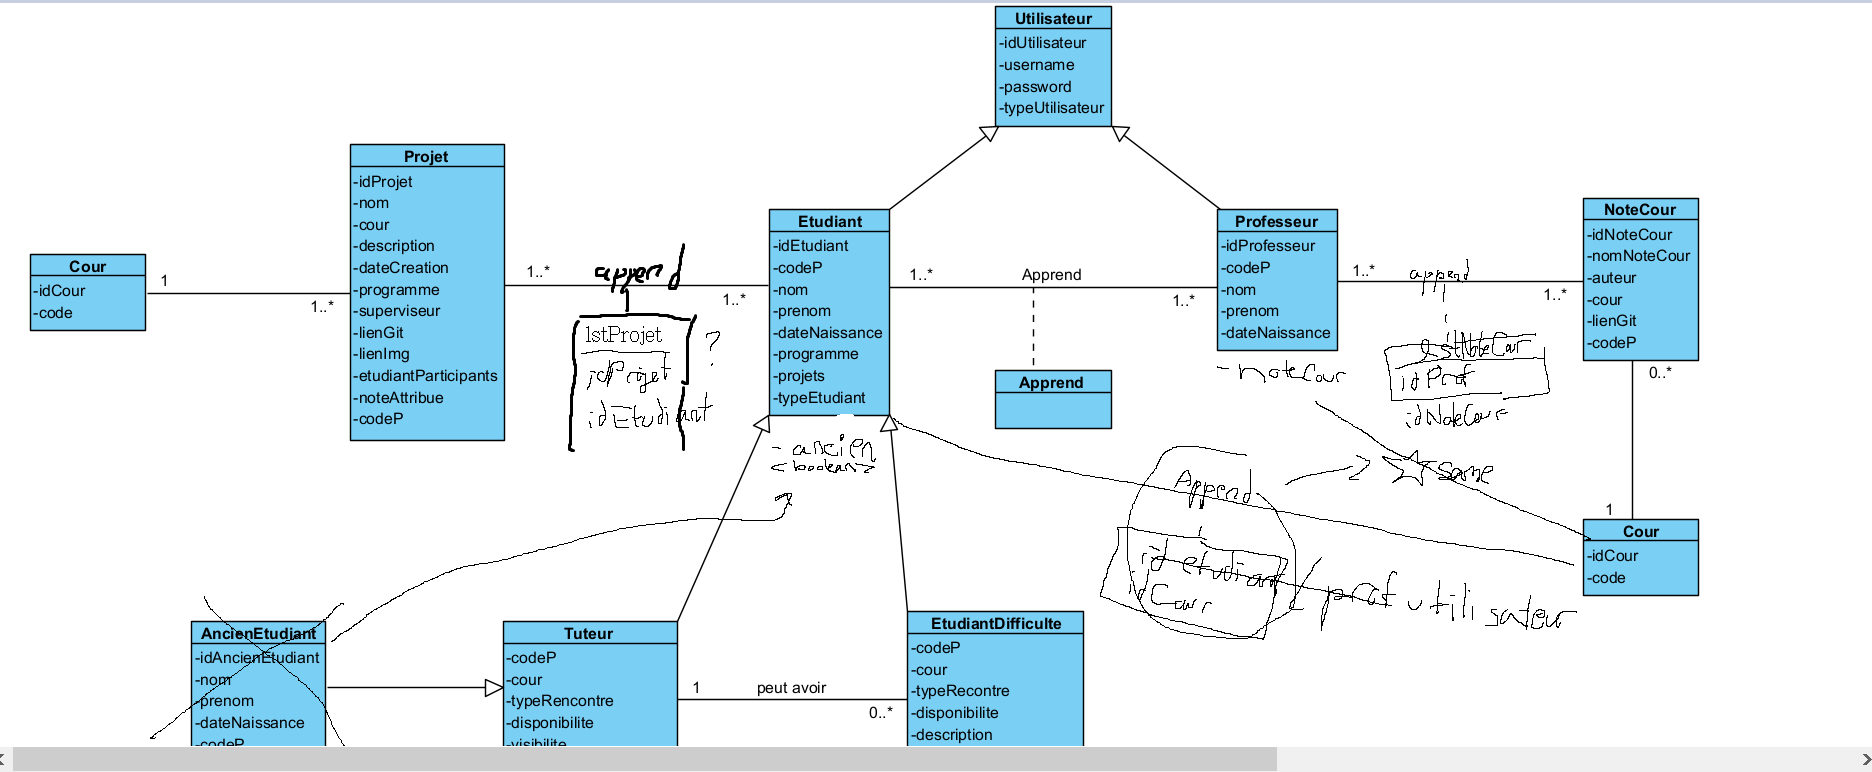 Utilisateur
-idUtilisateur
-username
-password
-typeUtilisateur
Projet
-idProjet
-nom
-cour
-description
-dateCreation
-programme
-superviseur
-lienGit
-lienImg
-etudiantParticipants
-noteAttribue
-codeP
Cour
-idCour
-code
1
1..*
1..*
append
1..*
lstProjet
idProjet
idEtudiant
?
Etudiant
-idEtudiant
-codeP
-nom
-prenom
-dateNaissance
-programme
-projets
-typeEtudiant
- ancien
<boolean>
1..*
Apprend
1..*
Apprend
Professeur
-idProfesseur
-codeP
-nom
-prenom
-dateNaissance
- noteCour
1..*
append
1..*
lstNoteCour
idProf
idNoteCour
NoteCour
-idNoteCour
-nomNoteCour
-auteur
-cour
-lienGit
-codeP
0..*
1
Cour
-idCour
-code
Append
same
idetudiant/prof utilisateur
idCour
AncienEtudiant
-idAncienEtudiant
-nom
-prenom
-dateNaissance
-codeP
Tuteur
-codeP
-cour
-typeRencontre
-disponibilite
-visibilite
1
peut avoir
0..*
EtudiantDifficulte
-codeP
-cour
-typeRecontre
-disponibilite
-description